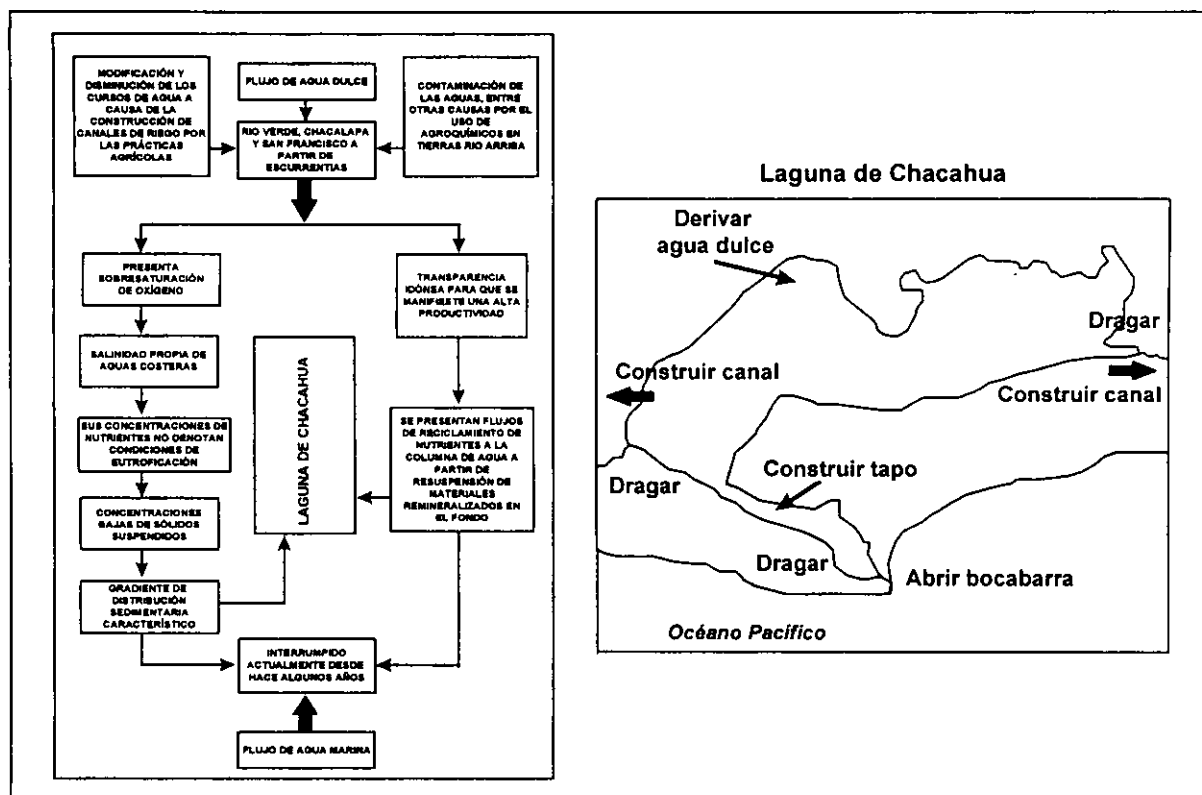 MODIFICACIÓN Y
DISMINUCIÓN DE LOS
CURSOS DE AGUA A
CAUSA DE LA
CONSTRUCCIÓN DE
CANALES DE RIEGO POR
LAS PRÁCTICAS
AGRÍCOLAS
FLUJO DE AGUA DULCE
CONTAMINACIÓN DE
LAS AGUAS, ENTRE
OTRAS CAUSAS POR EL
USO DE
AGROQUÍMICOS EN
TIERRAS RIO ARRIBA
RIO VERDE, CHACALAPA
Y SAN FRANCISCO A
PARTIR DE
ESCURRENTIAS
PRESENTA
SOBRESATURACIÓN
DE OXÍGENO
SALINIDAD PROPIA DE
AGUAS COSTERAS
SUS CONCENTRACIONES DE
NUTRIENTES NO DENOTAN
CONDICIONES DE
EUTROFICACIÓN
CONCENTRACIONES
BAJAS DE SÓLIDOS
SUSPENDIDOS
GRADIENTE DE
DISTRIBUCIÓN
SEDIMENTARIA
CARACTERÍSTICO
LAGUNA DE CHACAHUA
TRANSPARENCIA
IDÓNEA PARA QUE SE
MANIFIESTE UNA ALTA
PRODUCTIVIDAD
SE PRESENTAN FLUJOS
DE RECICLAMIENTO DE
NUTRIENTES A LA
COLUMNA DE AGUA A
PARTIR DE
RESUSPENSIÓN DE
MATERIALES
REMINERALIZADOS EN
EL FONDO
INTERRUMPIDO
ACTUALMENTE DESDE
HACE ALGUNOS AÑOS
FLUJO DE AGUA MARINA
Laguna de Chacahua
Derivar
agua dulce
Dragar
Construir canal
Construir canal
Construir tapo
Dragar
Dragar
Abrir bocabarra
Océano Pacífico